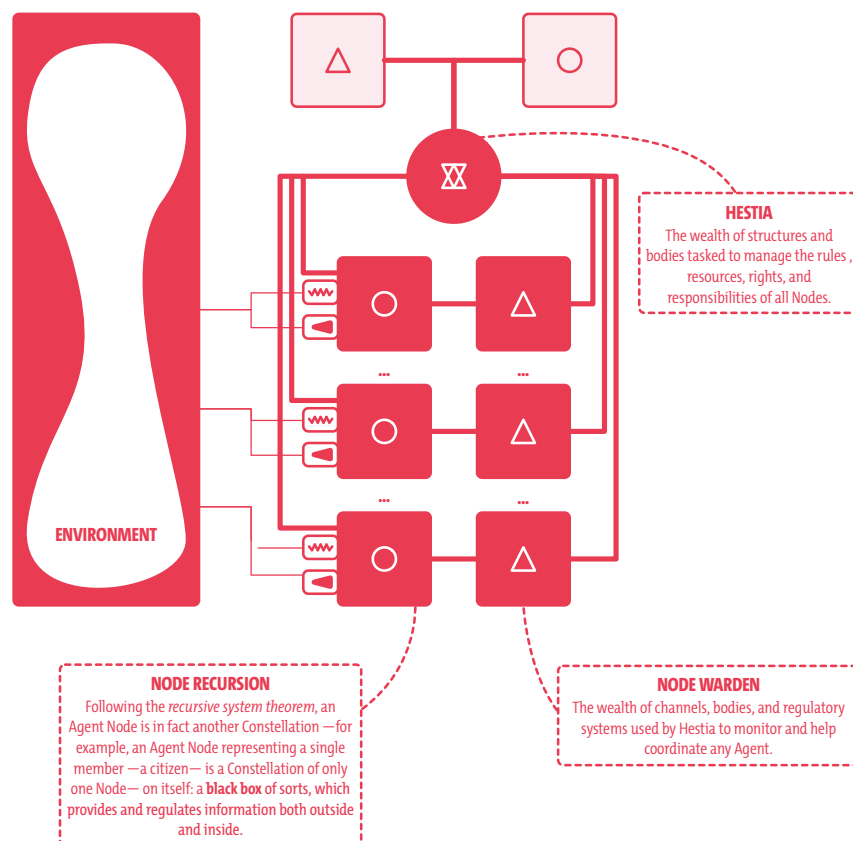 HESTIA
The wealth of structures and
bodies tasked to manage the rules ,
resources, rights, and
responsibilities of all Nodes.
...
...
...
...
ENVIRONMENT
NODE RECURSION
Following the recursive system theorem, an
Agent Node is in fact another Constellation —for
example, an Agent Node representing a single
member —a citizen— is a Constellation of only
one Node— on itself: a black box of sorts, which
provides and regulates information both outside
and inside.
NODE WARDEN
The wealth of channels, bodies, and regulatory
systems used by Hestia to monitor and help
coordinate any Agent.